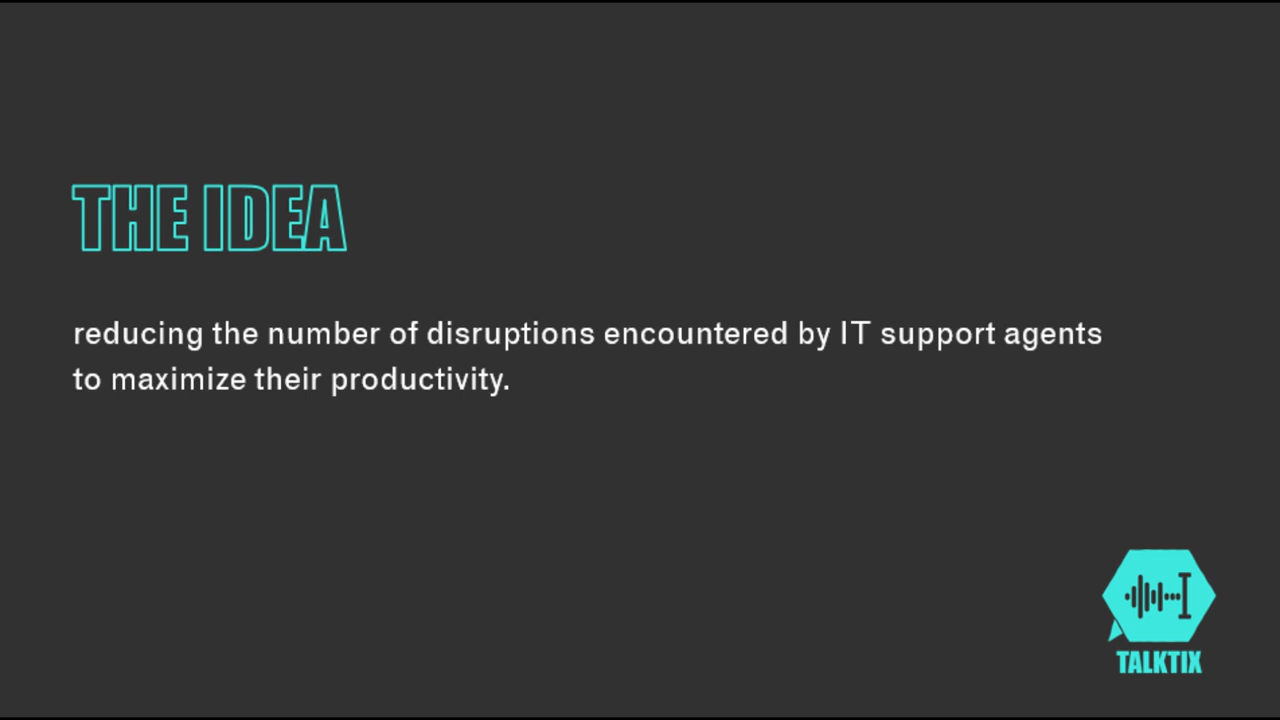 THE IDEA
reducing the number of disruptions encountered by IT support agents
to maximize their productivity.
TALKTIX